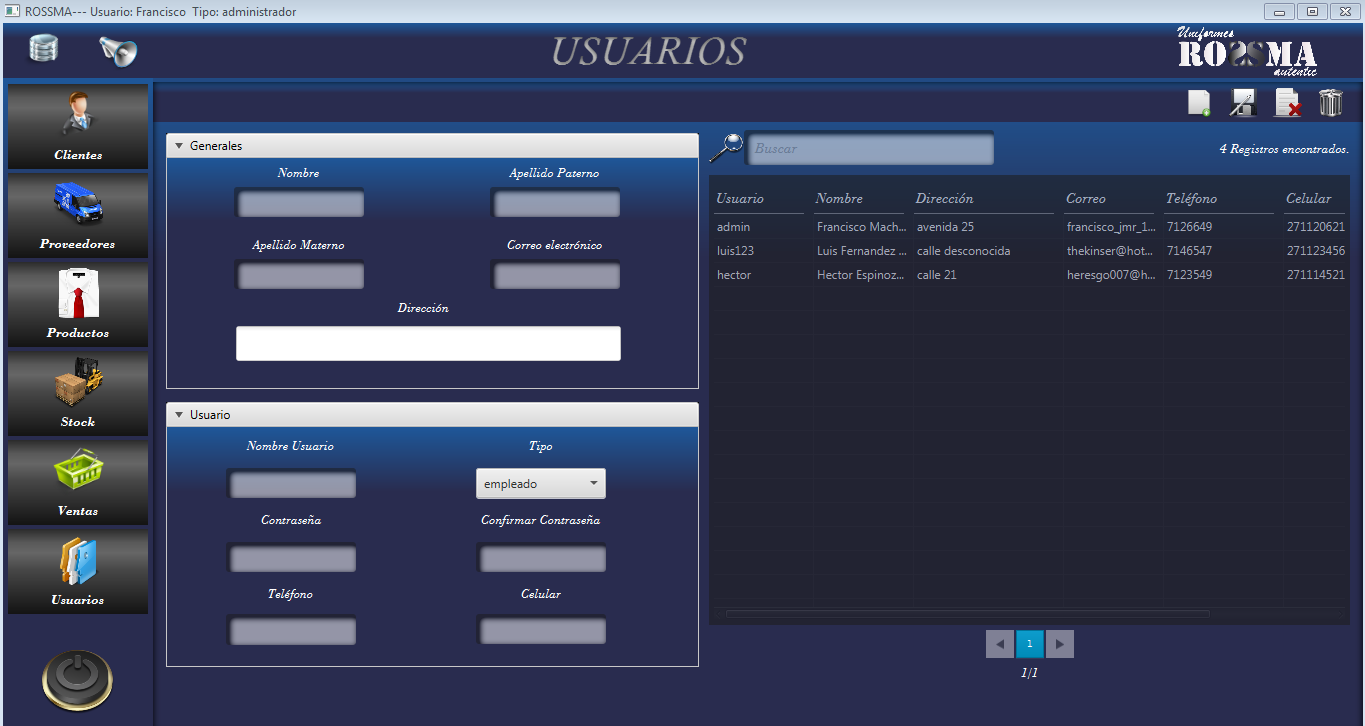 ROSSMA--- Usuario: Francisco Tipo: administrador
USUARIOS
Uniformes
ROSSMA
autentic
Clientes
Proveedores
Productos
Stock
Ventas
Usuarios
Generales
Nombre
Apellido Paterno
Apellido Materno
Correo electrónico
Dirección
Usuario
Nombre Usuario
Tipo
empleado
Contraseña
Confirmar Contraseña
Teléfono
Celular
Buscar
4 Registros encontrados.
Usuario Nombre Dirección Correo Teléfono Celular
admin Francisco Mach... avenida 25 francisco_jmr_1... 7126649 271120621
luis123 Luis Fernandez ... calle desconocida thekinser@hot... 7146547 271123456
hector Hector Espinoz... calle 21 heresgo007@h... 7123549 271114521
1
1/1